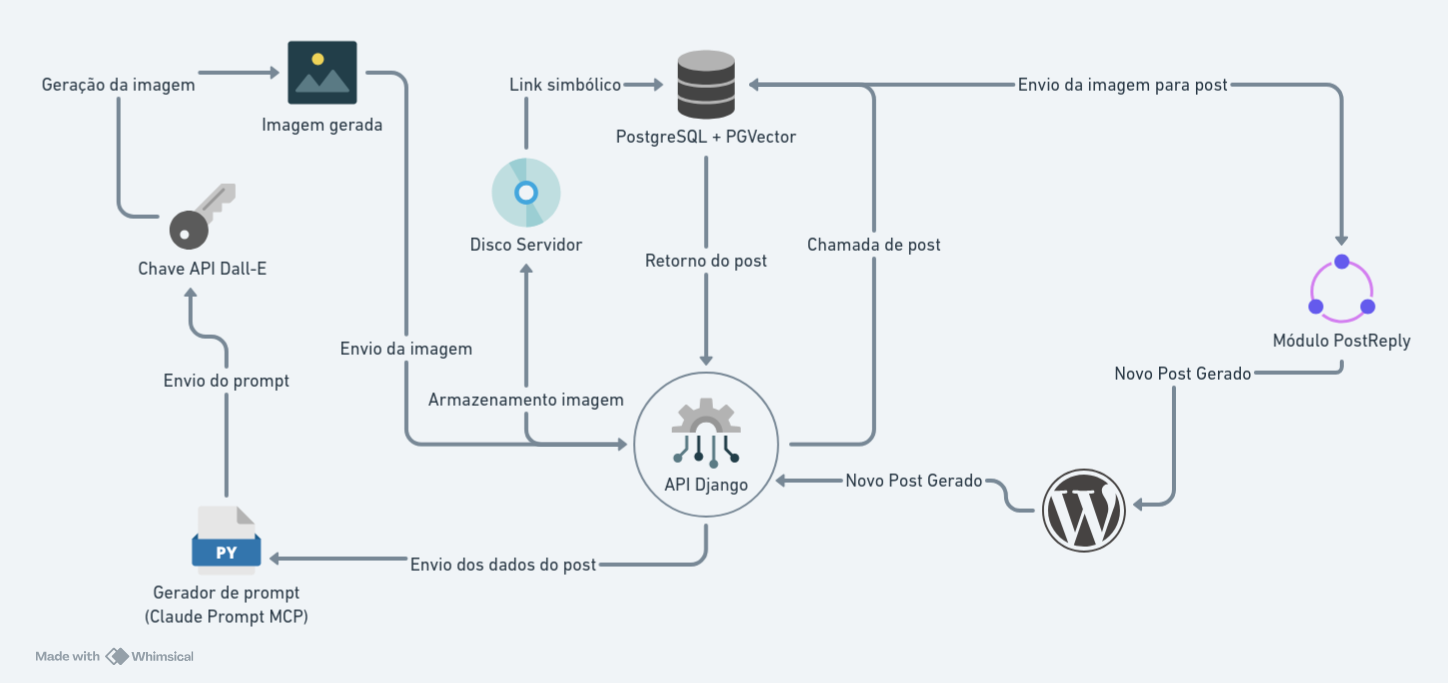 Geração da imagem
Imagem gerada
Link simbólico
PostgreSQL + PGVector
Envio da imagem para post
Chave API Dall-E
Disco Servidor
Retorno do post
Chamada de post
Envio da imagem
Módulo PostReply
Envio do prompt
Armazenamento imagem
Novo Post Gerado
API Django
Novo Post Gerado
W
PY
Envio dos dados do post
Gerador de prompt
(Claude Prompt MCP)
Made with Whimsical